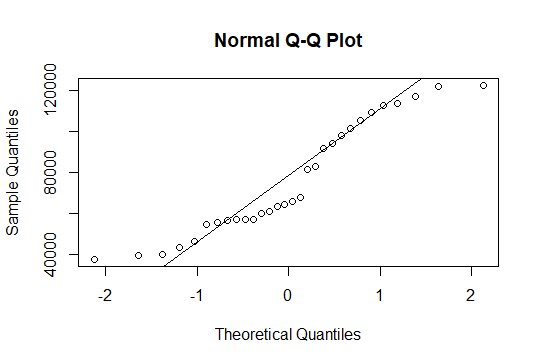 Normal Q-Q Plot
Sample Quantiles
120000
80000
40000
-2 -1 0 1 2
Theoretical Quantiles